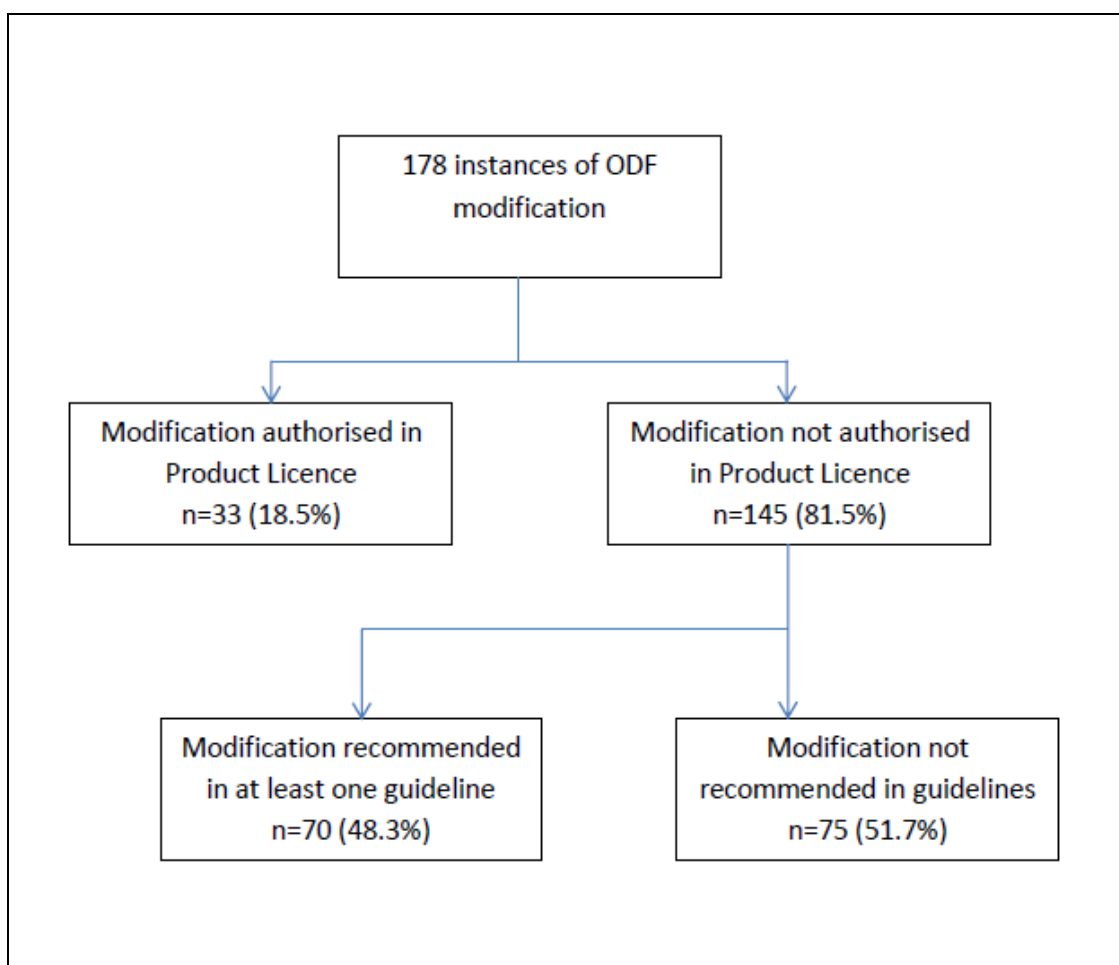 178 instances of ODF
modification
Modification authorised in
Product Licence
n=33 (18.5%)
Modification not authorised
in Product Licence
n=145 (81.5%)
Modification recommended
in at least one guideline
n=70 (48.3%)
Modification not
recommended in guidelines
n=75 (51.7%)